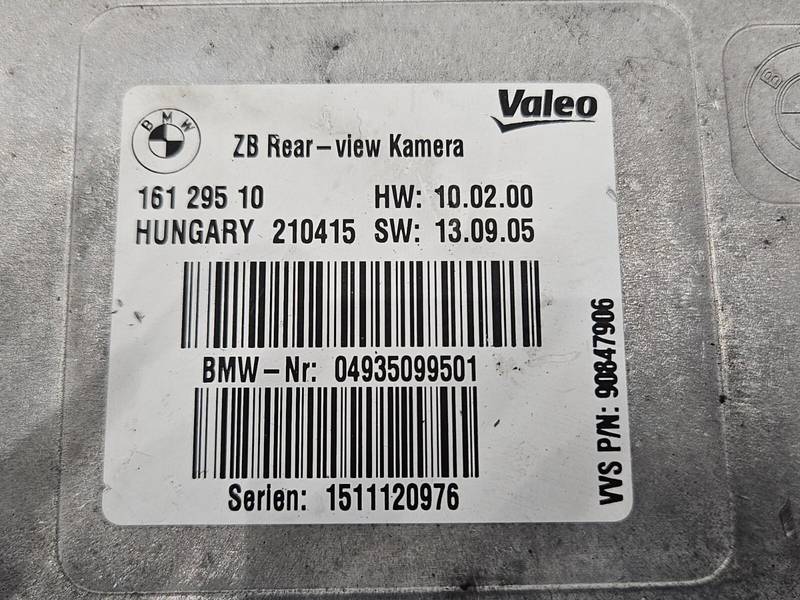 BMW
Valeo
ZB Rear-view Kamera
161 295 10 HW: 10.02.00
HUNGARY 210415 SW: 13.09.05
BMW-Nr: 04935099501
Serien: 1511120976
VVS P/N: 90847906
B